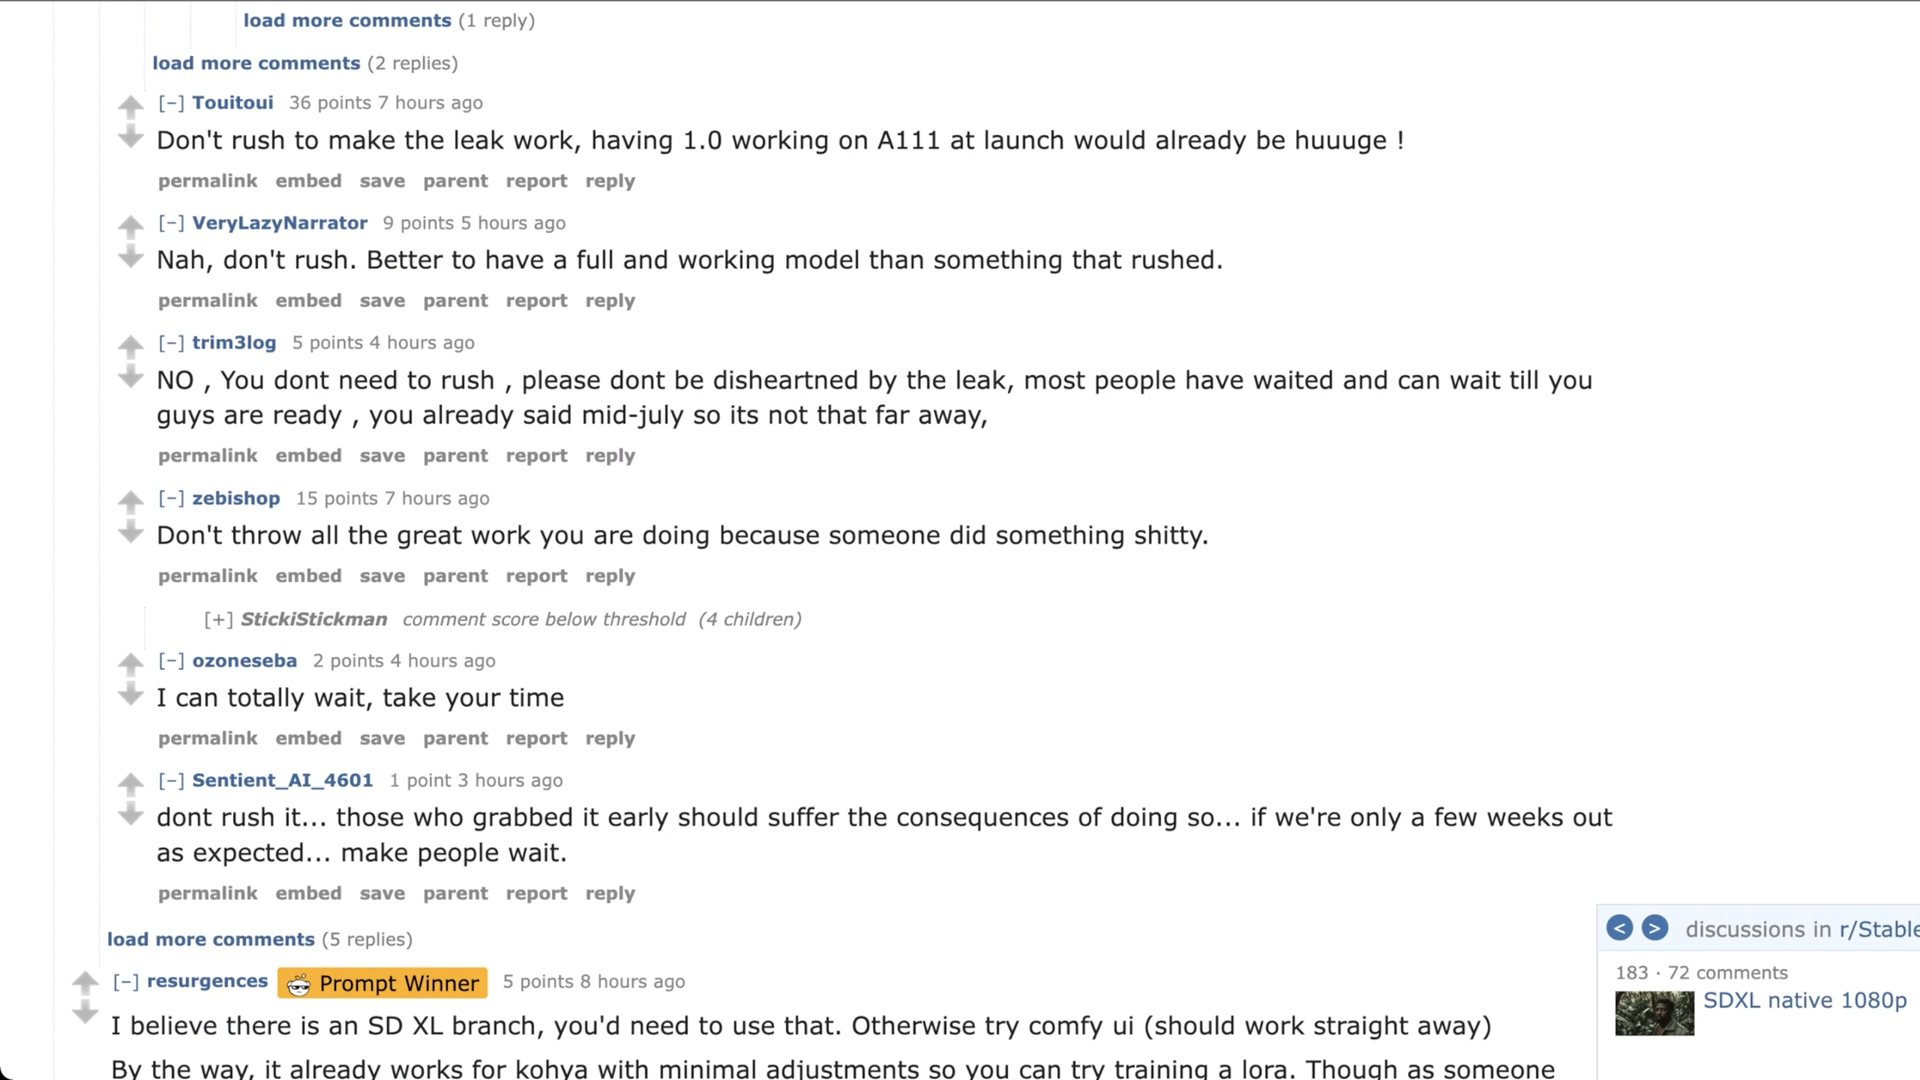 load more comments (1 reply)
load more comments (2 replies)
[–] Touitoui 36 points 7 hours ago
Don't rush to make the leak work, having 1.0 working on A111 at launch would already be huuuge !
permalink embed save parent report reply
[–] VeryLazyNarrator 9 points 5 hours ago
Nah, don't rush. Better to have a full and working model than something that rushed.
permalink embed save parent report reply
[–] trim3log 5 points 4 hours ago
NO , You dont need to rush , please dont be disheartned by the leak, most people have waited and can wait till you
guys are ready , you already said mid-july so its not that far away,
permalink embed save parent report reply
[–] zebishop 15 points 7 hours ago
Don't throw all the great work you are doing because someone did something shitty.
permalink embed save parent report reply
[+] StickiStickman comment score below threshold (4 children)
[–] ozoneseba 2 points 4 hours ago
I can totally wait, take your time
permalink embed save parent report reply
[–] Sentient_AI_4601 1 point 3 hours ago
dont rush it... those who grabbed it early should suffer the consequences of doing so... if we're only a few weeks out
as expected... make people wait.
permalink embed save parent report reply
load more comments (5 replies)
[–] resurgences Prompt Winner 5 points 8 hours ago
I believe there is an SD XL branch, you'd need to use that. Otherwise try comfy ui (should work straight away)
By the way, it already works for kohya with minimal adjustments so you can try training a lora. Though as someone
< > discussions in r/Stable
183 · 72 comments
SDXL native 1080p